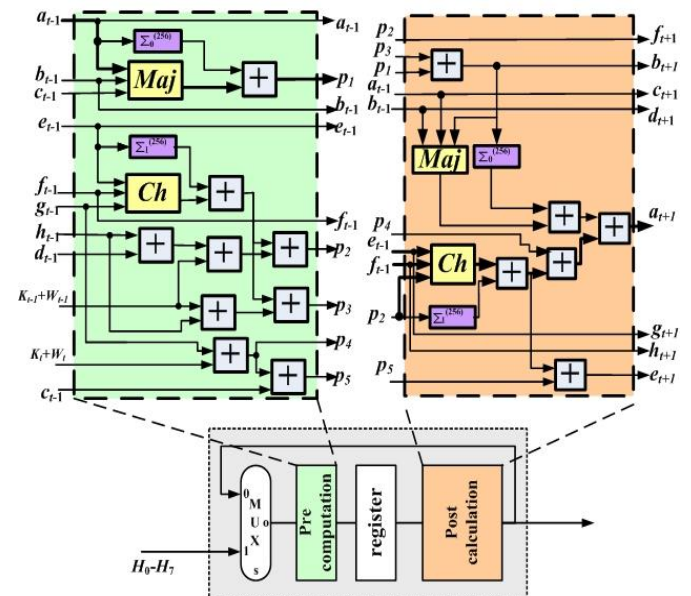 a_{t-1}
Σ_0^{(256)}
a_{t-1}
b_{t-1}
Maj
+
p_1
c_{t-1}
b_{t-1}
e_{t-1}
e_{t-1}
Σ_1^{(256)}
f_{t-1}
Ch
+
g_{t-1}
f_{t-1}
h_{t-1}
+
+
+
p_2
d_{t-1}
K_{t-1}+W_{t-1}
+
+
p_3
p_4
K_t+W_t
+
+
p_5
c_{t-1}
p_2
f_{t+1}
p_3
+
b_{t+1}
p_1
a_{t-1}
c_{t+1}
b_{t-1}
d_{t+1}
Maj
Σ_0^{(256)}
+
+
a_{t+1}
p_4
e_{t-1}
Ch
+
+
f_{t-1}
p_2
Σ_1^{(256)}
g_{t+1}
h_{t+1}
p_5
+
e_{t+1}
0
M
U
X
o
1
s
H_0-H_7
Pre
computation
register
Post
calculation